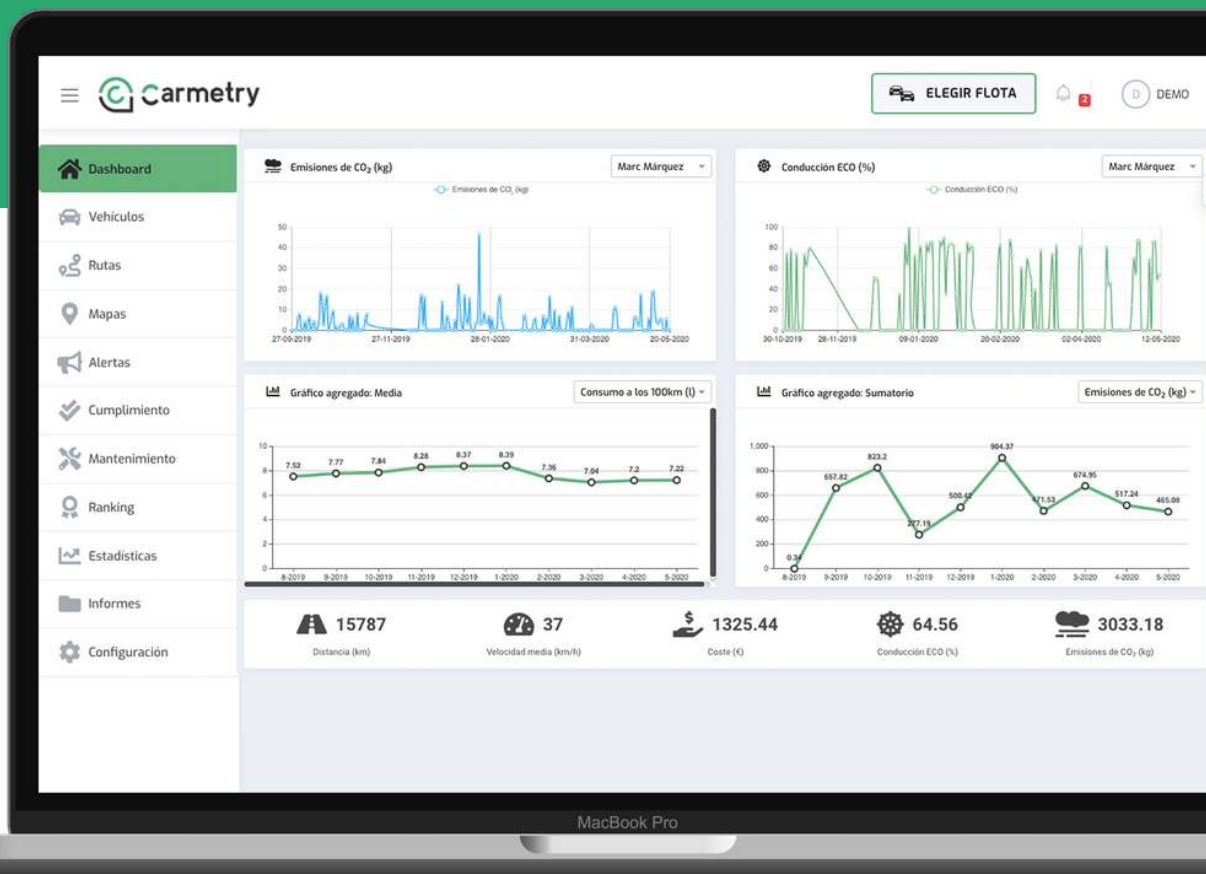 Carmetry
ELEGIR FLOTA
2
D
DEMO
Dashboard
Vehículos
Rutas
Mapas
Alertas
Cumplimiento
Mantenimiento
Ranking
Estadísticas
Informes
Configuración
Emisiones de CO₂ (kg)
Marc Márquez
Emisiones de CO₂ (kg)
50
40
30
20
10
0
27-09-2019 27-11-2019 28-01-2020 31-03-2020 20-05-2020
Conducción ECO (%)
Marc Márquez
Conducción ECO (%)
100
80
60
40
20
0
30-10-2019 28-11-2019 09-01-2020 20-02-2020 02-04-2020 12-05-2020
Gráfico agregado: Media
Consumo a los 100km (l)
10
8
6
4
2
0
7.52 7.77 7.84 8.28 8.37 8.39 7.36 7.04 7.2 7.22
8-2019 9-2019 10-2019 11-2019 12-2019 1-2020 2-2020 3-2020 4-2020 5-2020
Gráfico agregado: Sumatorio
Emisiones de CO₂ (kg)
1.000
800
600
400
200
0
0.34 657.82 823.2 277.19 500.42 904.37 471.53 674.95 517.24 465.08
8-2019 9-2019 10-2019 11-2019 12-2019 1-2020 2-2020 3-2020 4-2020 5-2020
15787
Distancia (km)
37
Velocidad media (km/h)
1325.44
Coste (€)
64.56
Conducción ECO (%)
3033.18
Emisiones de CO₂ (kg)
MacBook Pro